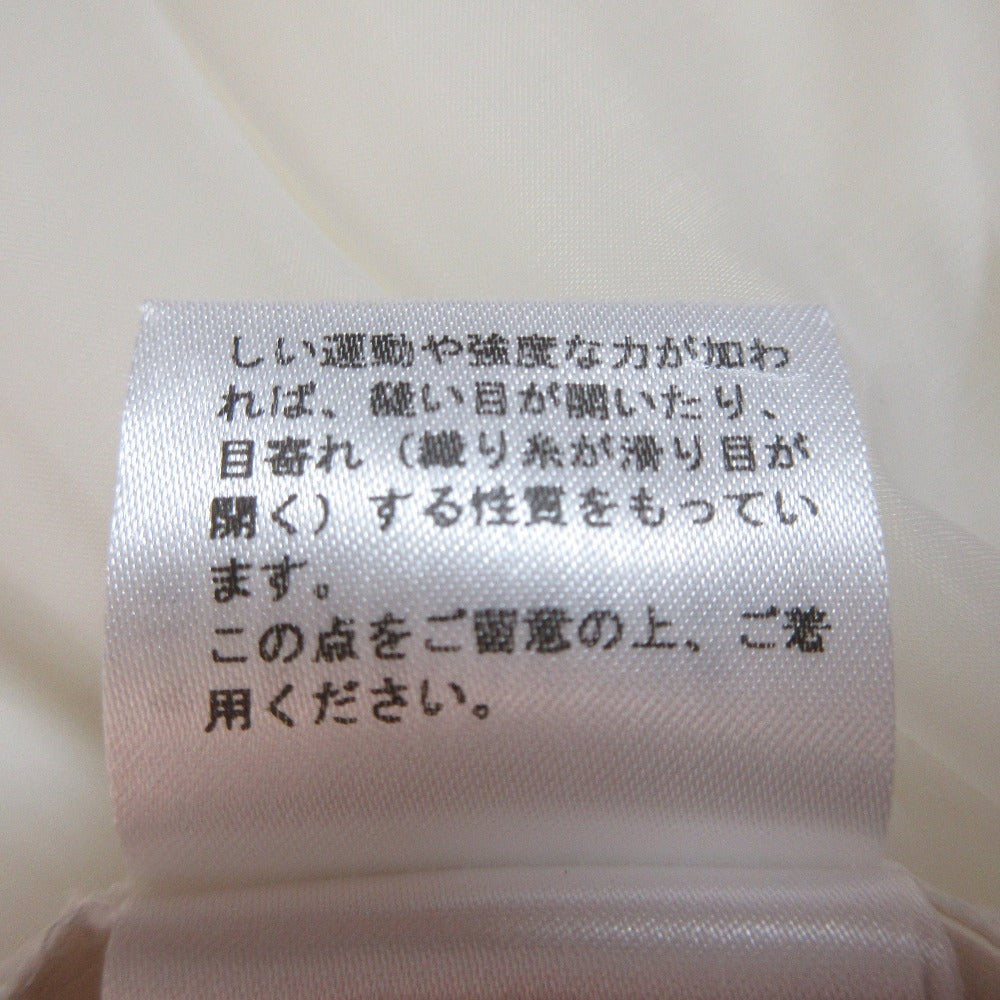 しい運動や強度な力が加わ
れば、縫い目が開いたり、
目寄れ（織り糸が滑り目が
開く）する性質をもってい
ます。
この点をご留意の上、ご着
用ください。